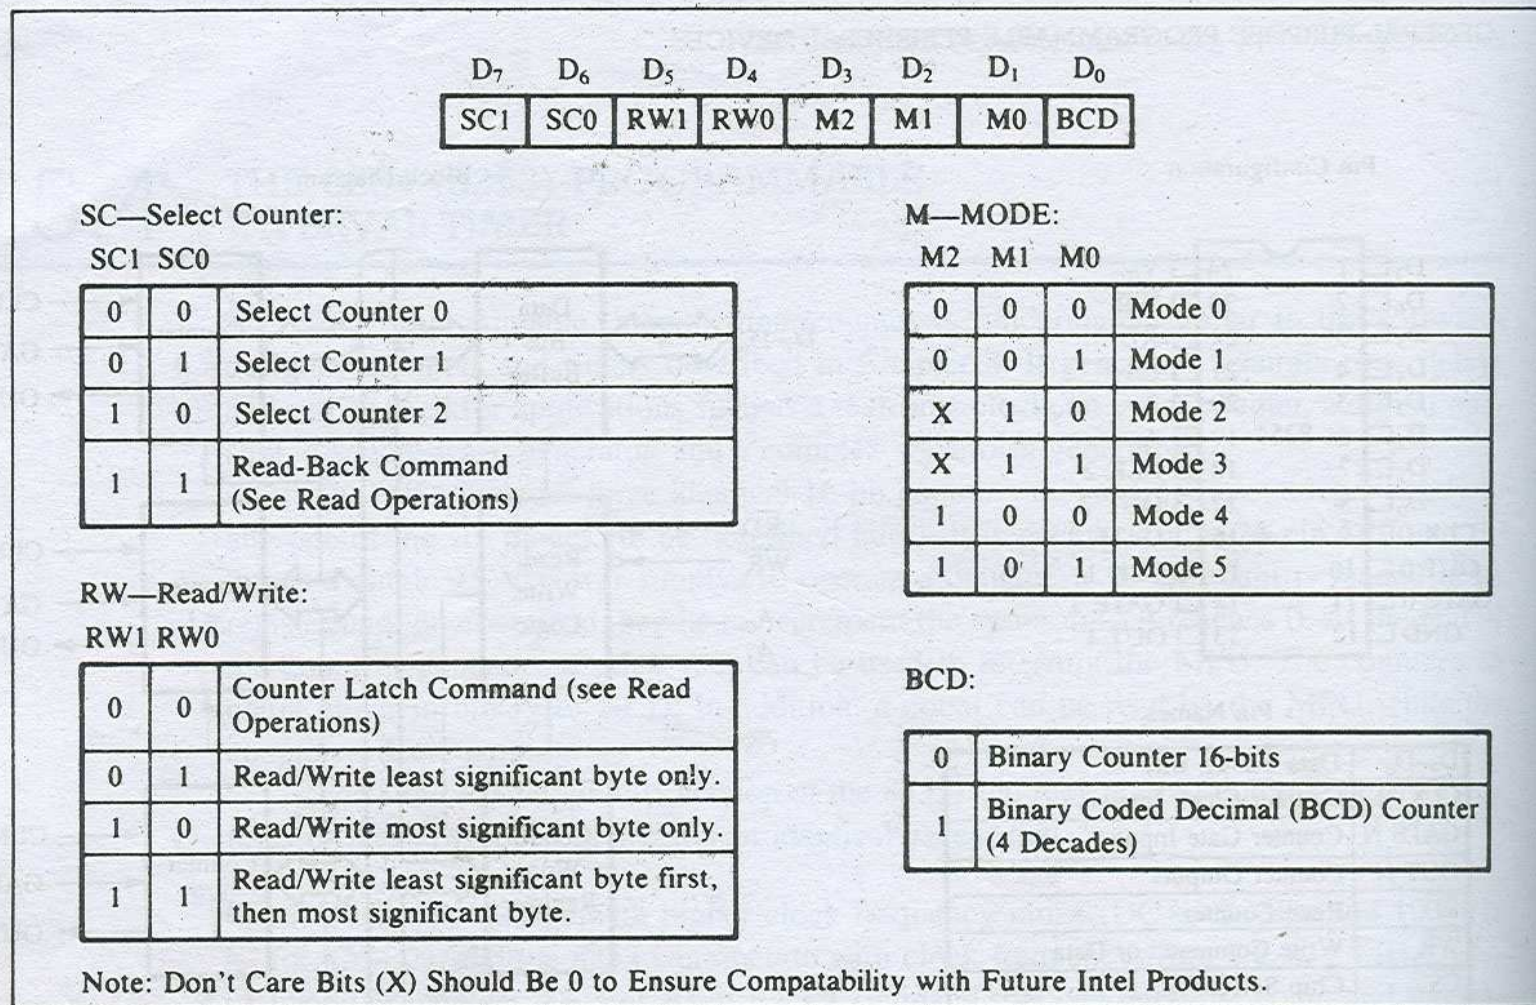 D₇ D₆ D₅ D₄ D₃ D₂ D₁ D₀
SC1 SC0 RW1 RW0 M2 M1 M0 BCD
SC—Select Counter:
SC1 SC0
0 0 Select Counter 0
0 1 Select Counter 1
1 0 Select Counter 2
1 1 Read-Back Command
(See Read Operations)
RW—Read/Write:
RW1 RW0
0 0 Counter Latch Command (see Read
Operations)
0 1 Read/Write least significant byte only.
1 0 Read/Write most significant byte only.
1 1 Read/Write least significant byte first,
then most significant byte.
M—MODE:
M2 M1 M0
0 0 0 Mode 0
0 0 1 Mode 1
X 1 0 Mode 2
X 1 1 Mode 3
1 0 0 Mode 4
1 0 1 Mode 5
BCD:
0 Binary Counter 16-bits
1 Binary Coded Decimal (BCD) Counter
(4 Decades)
Note: Don't Care Bits (X) Should Be 0 to Ensure Compatability with Future Intel Products.